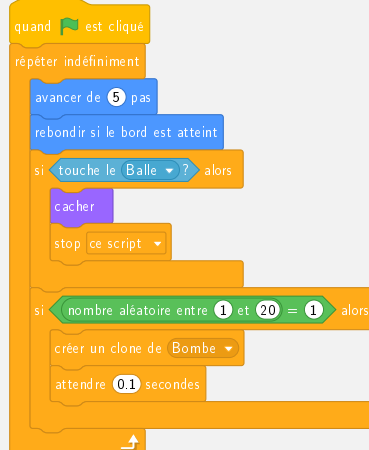 quand est cliqué
répéter indéfiniment
avancer de 5 pas
rebondir si le bord est atteint
si touche le Balle ? alors
cacher
stop ce script
si nombre aléatoire entre 1 et 20 = 1 alors
créer un clone de Bombe
attendre 0.1 secondes